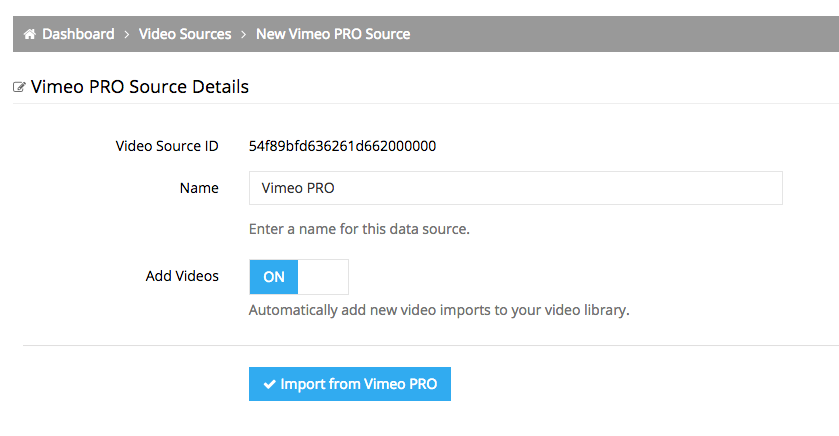 Dashboard > Video Sources > New Vimeo PRO Source
Vimeo PRO Source Details
Video Source ID 54f89bfd636261d662000000
Name Vimeo PRO
Enter a name for this data source.
Add Videos ON
Automatically add new video imports to your video library.
Import from Vimeo PRO